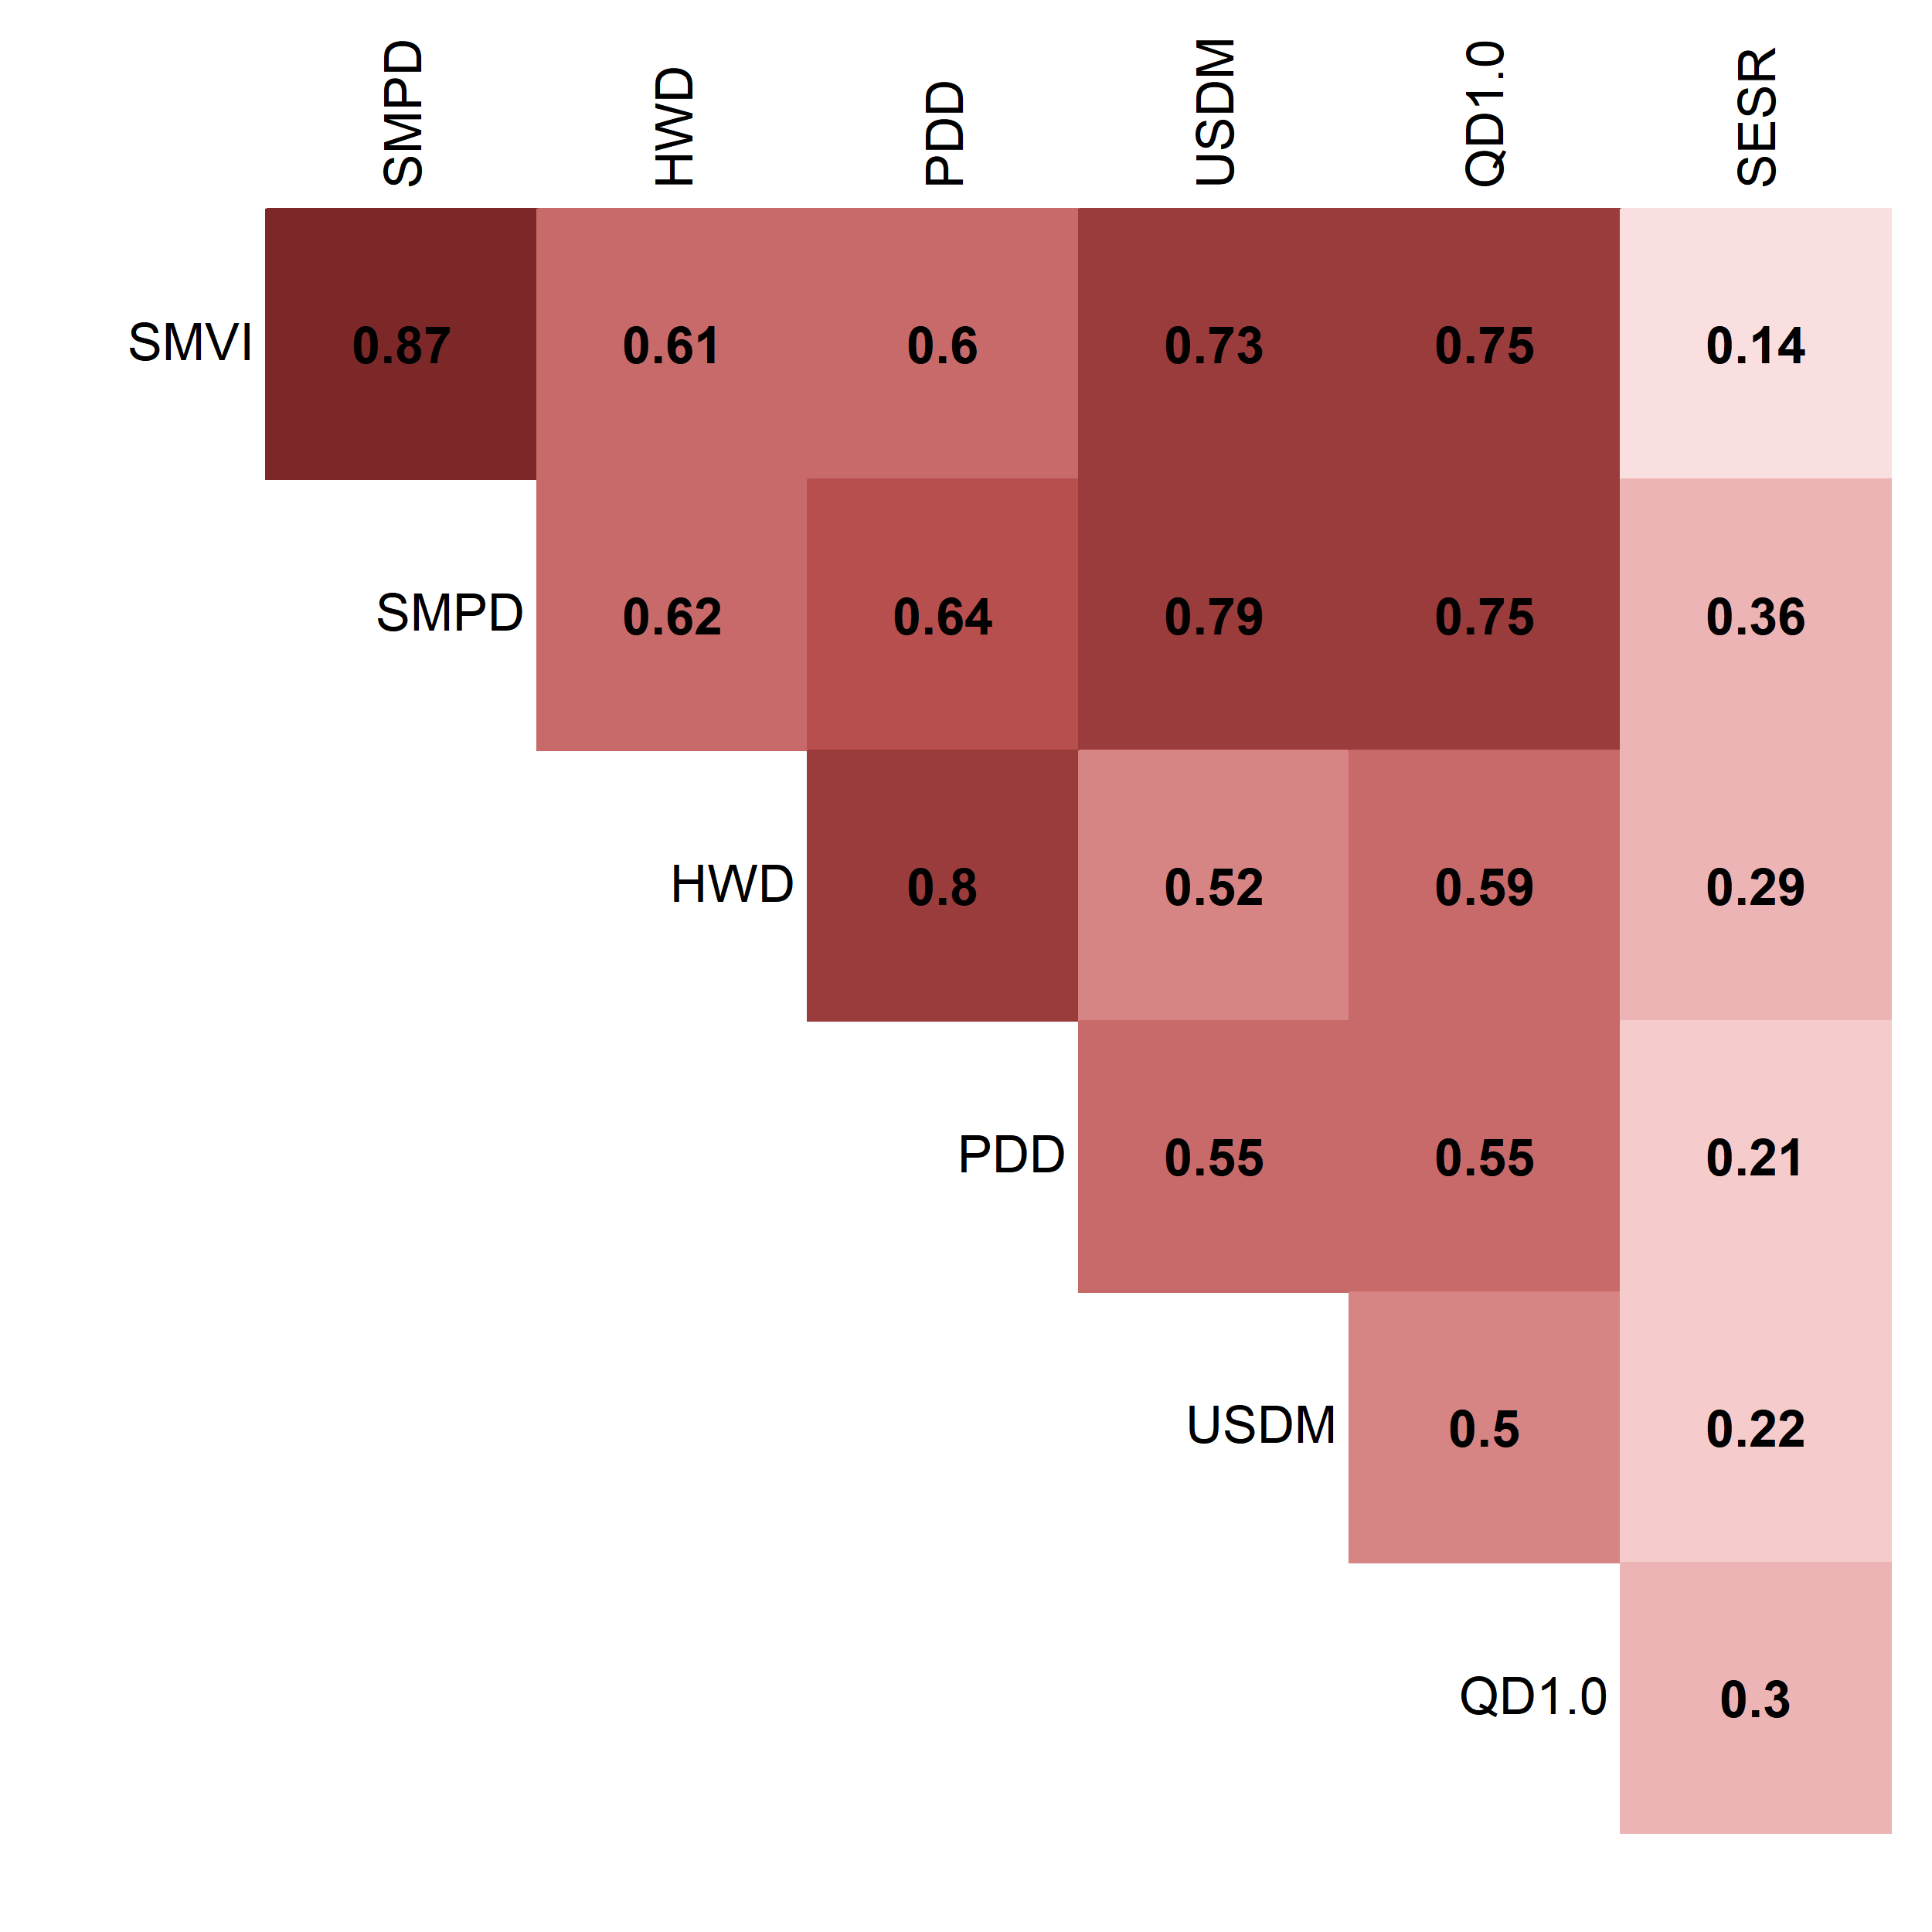 SMPD HWD PDD USDM QD1.0 SESR
SMVI 0.87 0.61 0.6 0.73 0.75 0.14
SMPD 0.62 0.64 0.79 0.75 0.36
HWD 0.8 0.52 0.59 0.29
PDD 0.55 0.55 0.21
USDM 0.5 0.22
QD1.0 0.3